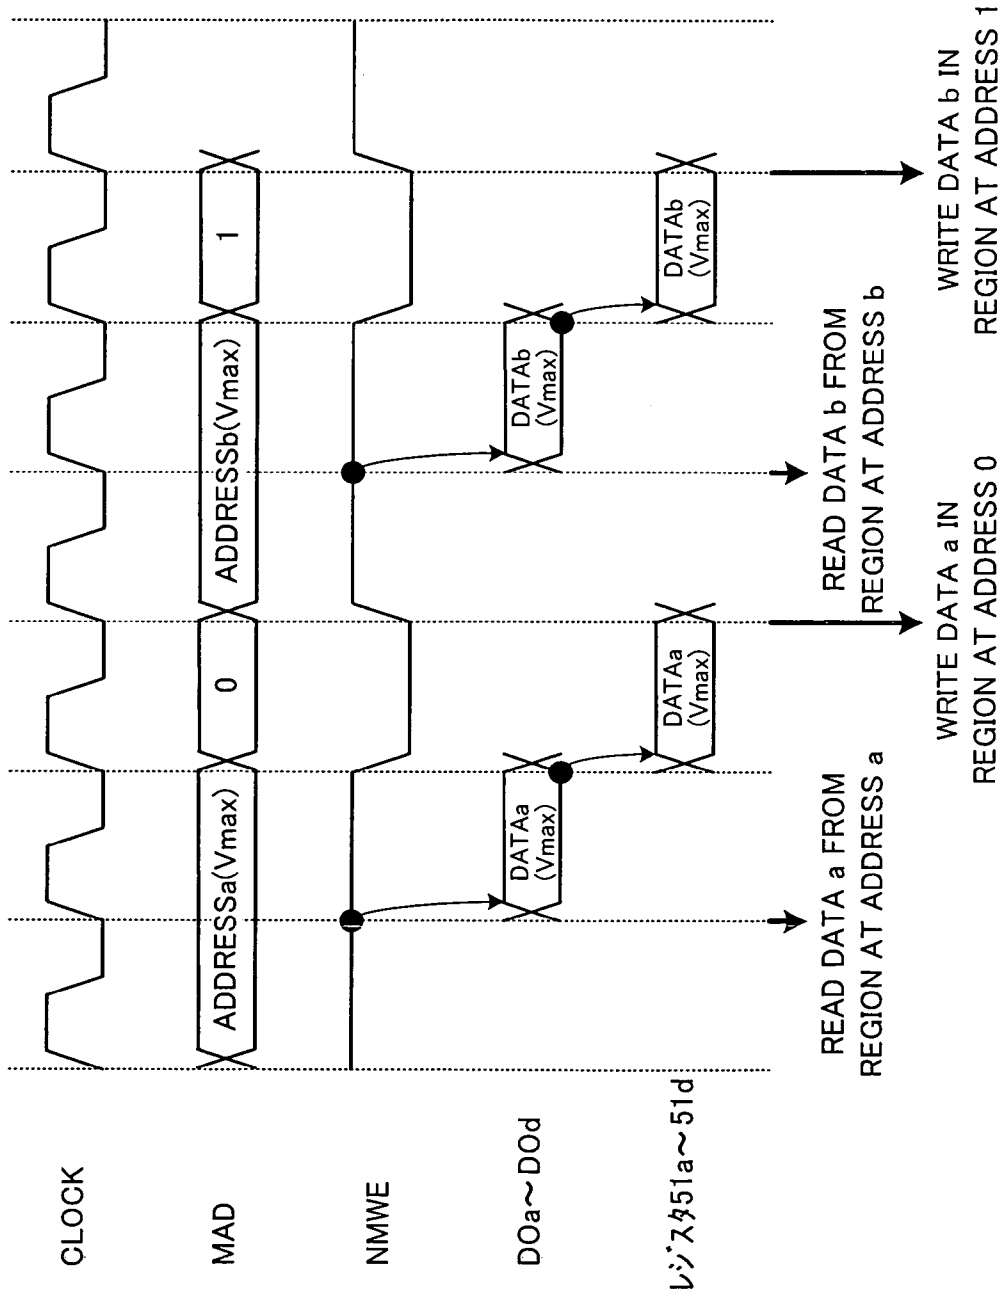 CLOCK
MAD
ADDRESSa(Vmax)
0
ADDRESSb(Vmax)
1
NMWE
DOa～DOd
DATAa
(Vmax)
DATAb
(Vmax)
レジスタ51a～51d
DATAa
(Vmax)
DATAb
(Vmax)
READ DATA a FROM
REGION AT ADDRESS a
READ DATA b FROM
REGION AT ADDRESS b
WRITE DATA a IN
REGION AT ADDRESS 0
WRITE DATA b IN
REGION AT ADDRESS 1